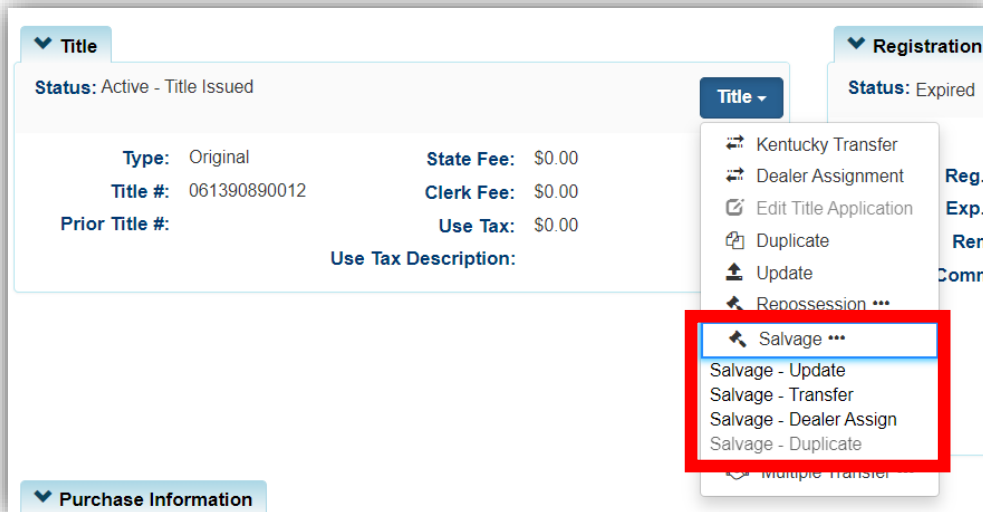 Title
Registration
Status: Active - Title Issued
Title
Status: Expired
Type: Original
State Fee: $0.00
Title #: 061390890012
Clerk Fee: $0.00
Prior Title #:
Use Tax: $0.00
Use Tax Description:
Kentucky Transfer
Dealer Assignment
Edit Title Application
Duplicate
Update
Repossession •••
Salvage •••
Salvage - Update
Salvage - Transfer
Salvage - Dealer Assign
Salvage - Duplicate
Multiple Transfer •••
Reg.
Exp.
Ren
Comm
Purchase Information